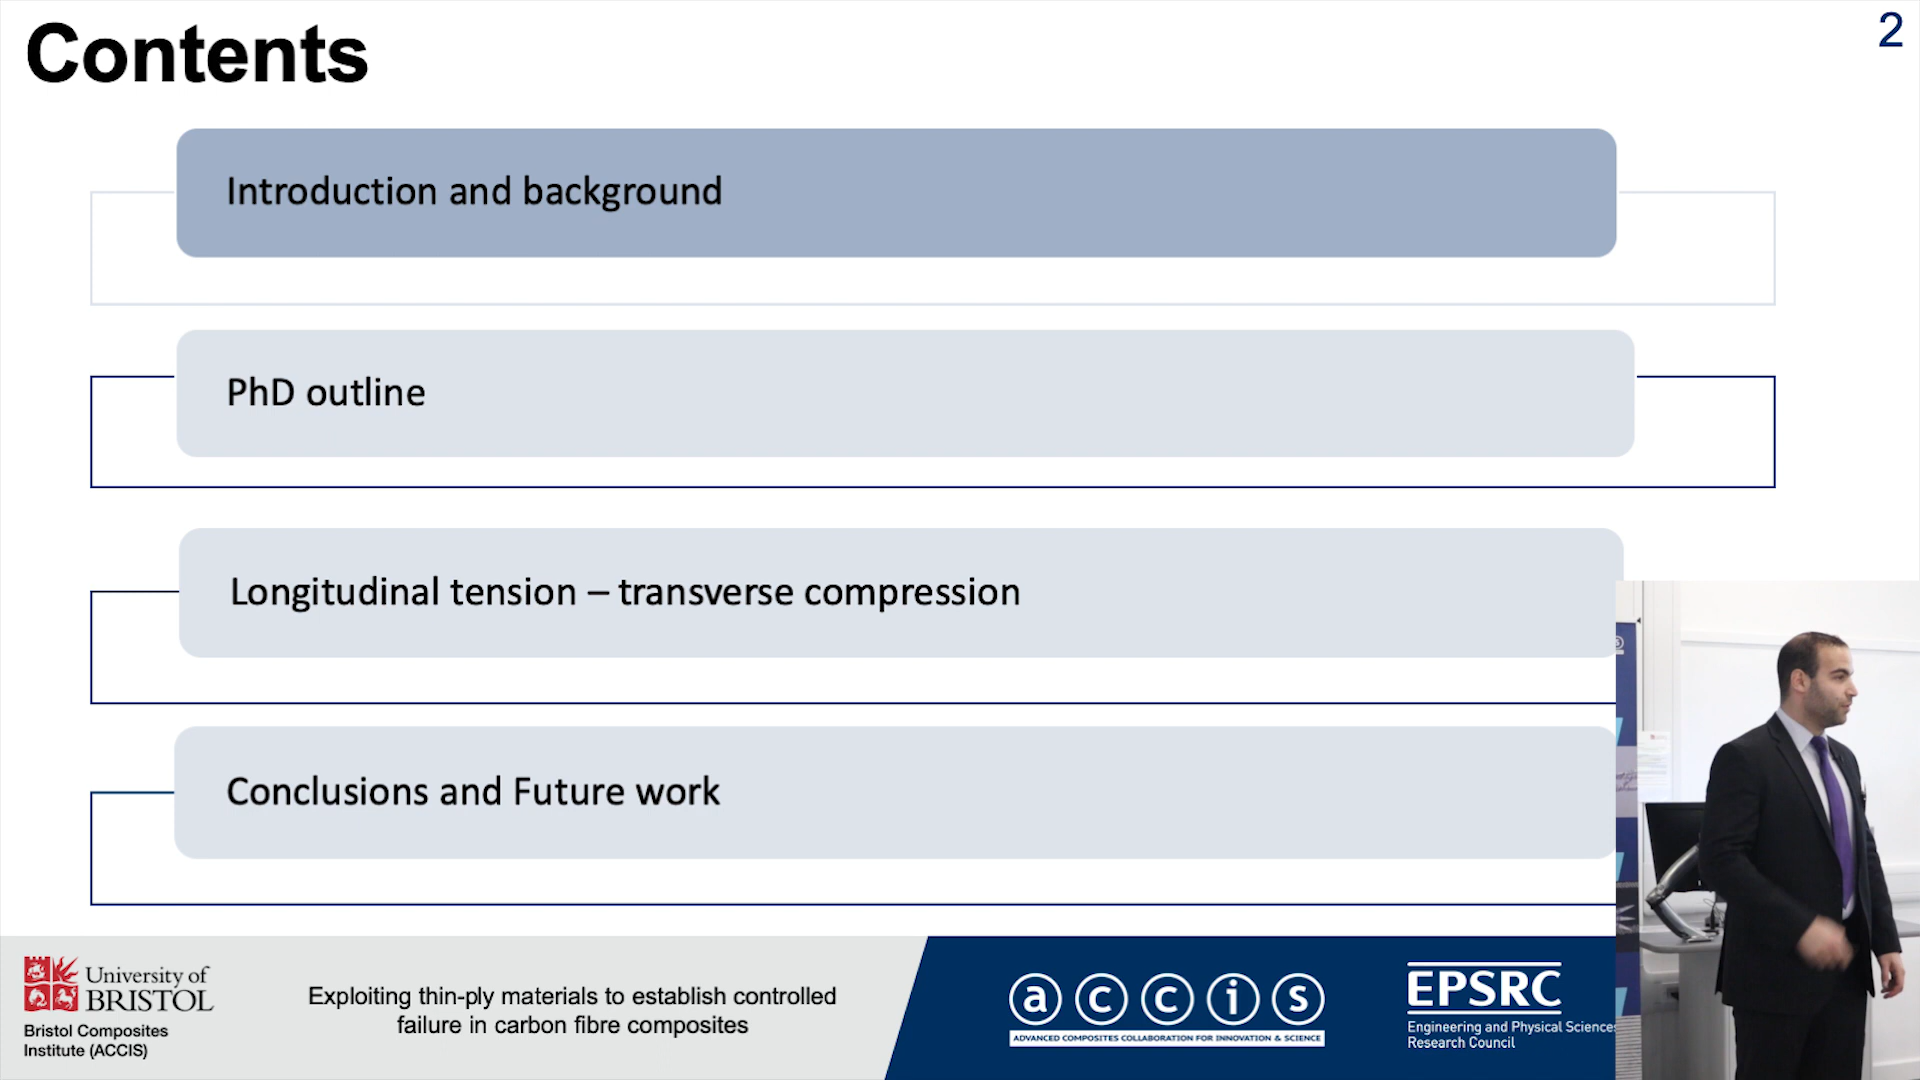 Contents
2
Introduction and background
PhD outline
Longitudinal tension – transverse compression
Conclusions and Future work
University of
BRISTOL
Bristol Composites
Institute (ACCIS)
Exploiting thin-ply materials to establish controlled
failure in carbon fibre composites
accis
ADVANCED COMPOSITES COLLABORATION FOR INNOVATION & SCIENCE
EPSRC
Engineering and Physical Sciences
Research Council